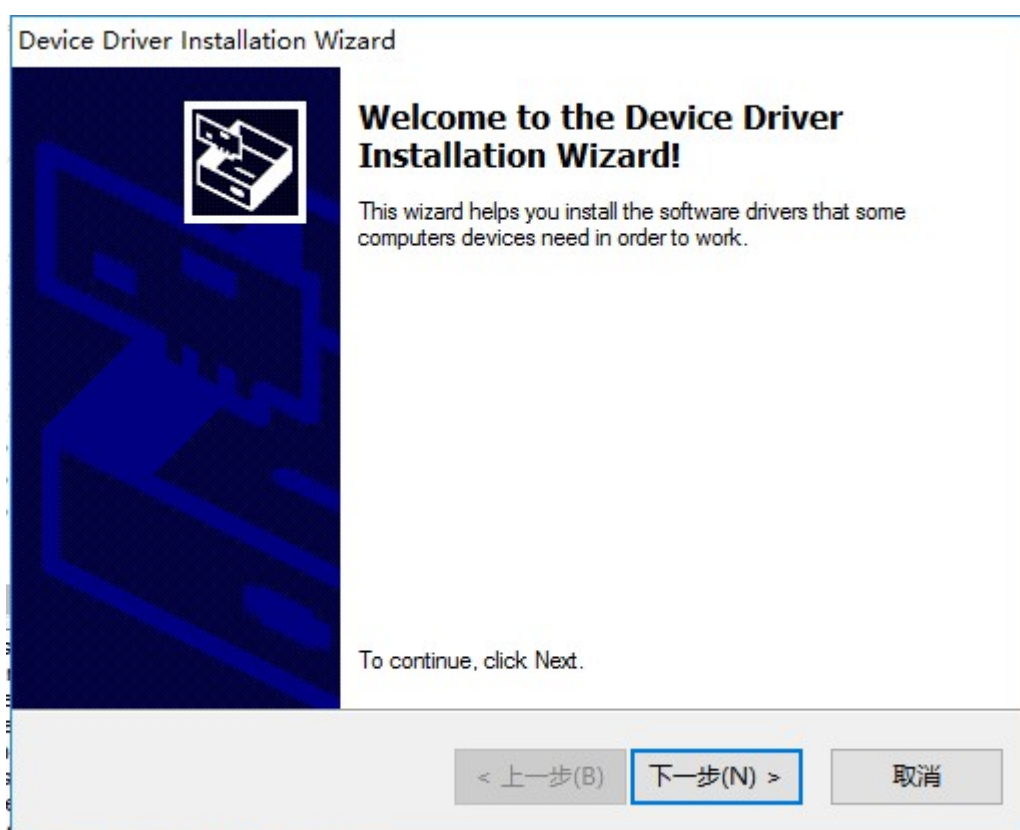 Device Driver Installation Wizard
Welcome to the Device Driver
Installation Wizard!
This wizard helps you install the software drivers that some
computers devices need in order to work.
To continue, click Next.
< 上一步(B)
下一步(N) >
取消